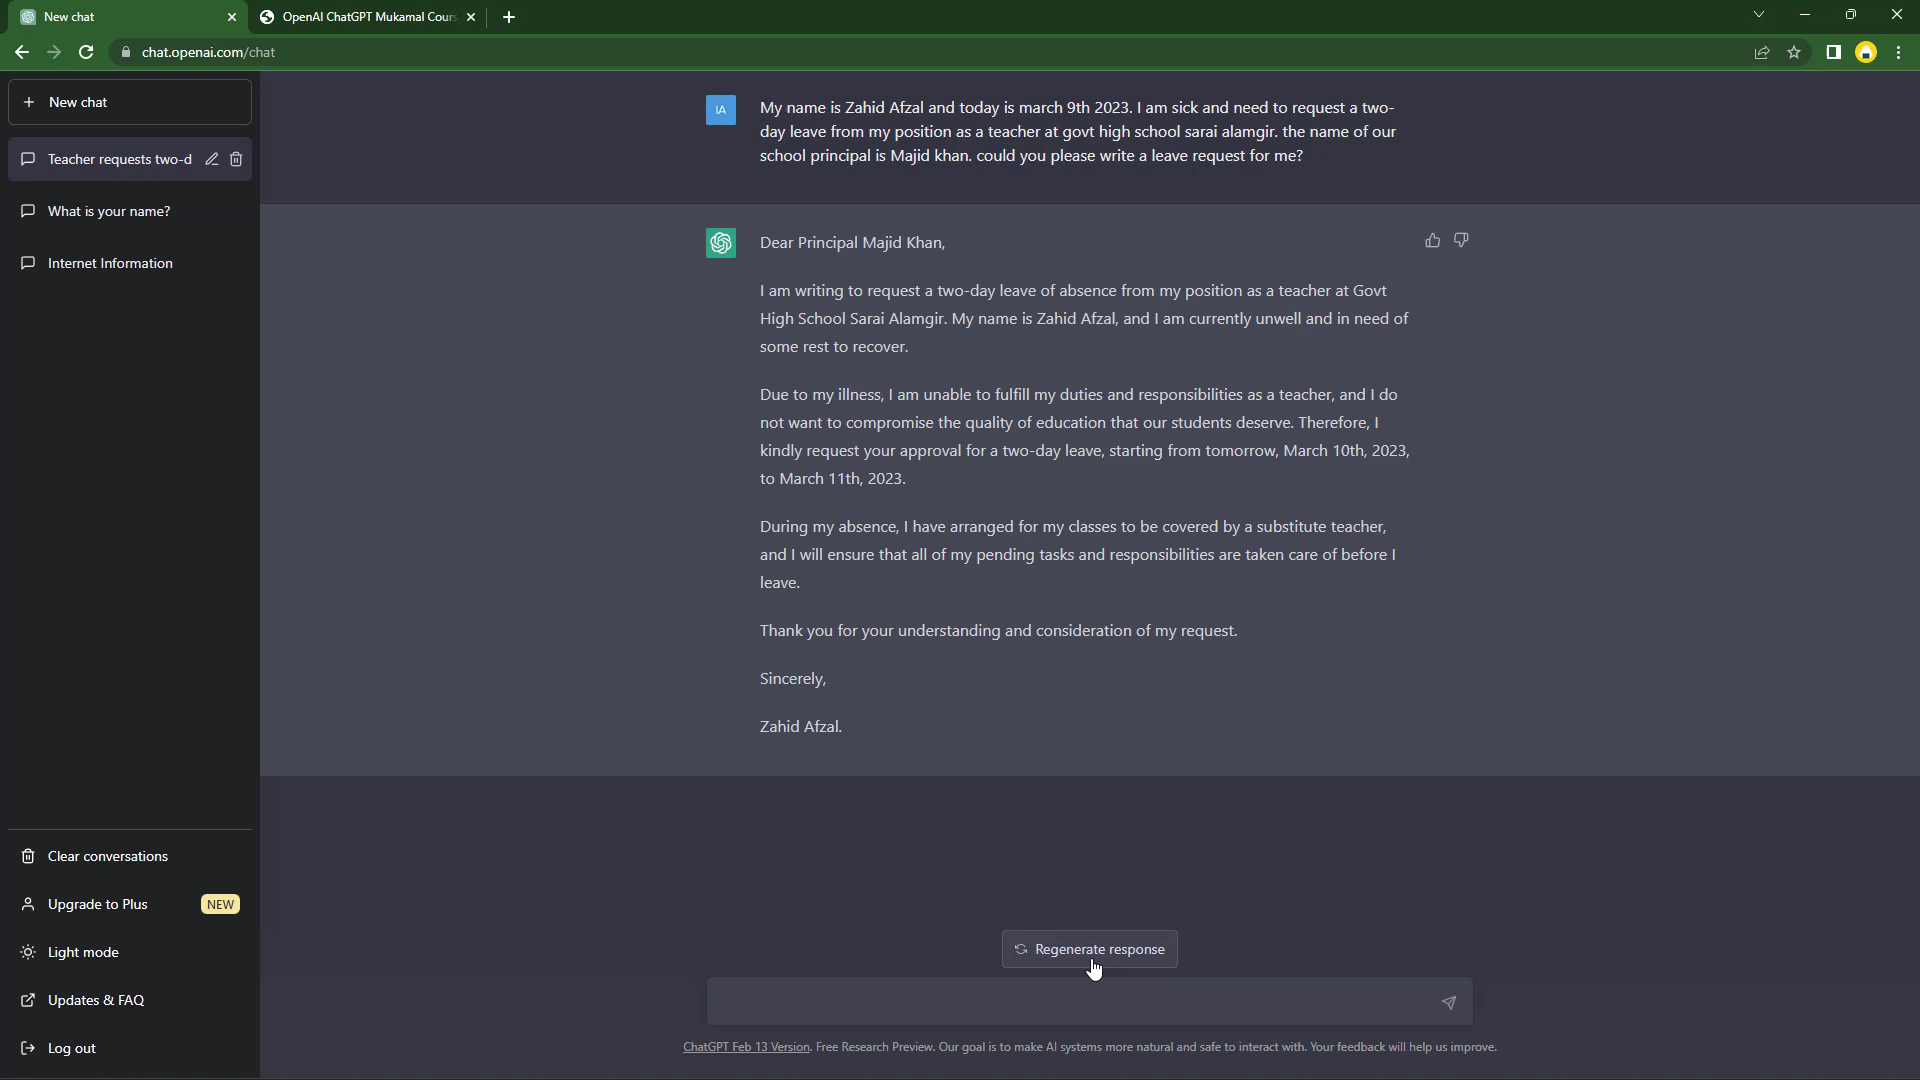 New chat
OpenAI ChatGPT Mukamal Cours
chat.openai.com/chat
New chat
Teacher requests two-d
What is your name?
Internet Information
IA
My name is Zahid Afzal and today is march 9th 2023. I am sick and need to request a two-
day leave from my position as a teacher at govt high school sarai alamgir. the name of our
school principal is Majid khan. could you please write a leave request for me?
Dear Principal Majid Khan,
I am writing to request a two-day leave of absence from my position as a teacher at Govt
High School Sarai Alamgir. My name is Zahid Afzal, and I am currently unwell and in need of
some rest to recover.
Due to my illness, I am unable to fulfill my duties and responsibilities as a teacher, and I do
not want to compromise the quality of education that our students deserve. Therefore, I
kindly request your approval for a two-day leave, starting from tomorrow, March 10th, 2023,
to March 11th, 2023.
During my absence, I have arranged for my classes to be covered by a substitute teacher,
and I will ensure that all of my pending tasks and responsibilities are taken care of before I
leave.
Thank you for your understanding and consideration of my request.
Sincerely,
Zahid Afzal.
Clear conversations
Upgrade to Plus NEW
Light mode
Updates & FAQ
Log out
Regenerate response
ChatGPT Feb 13 Version. Free Research Preview. Our goal is to make AI systems more natural and safe to interact with. Your feedback will help us improve.